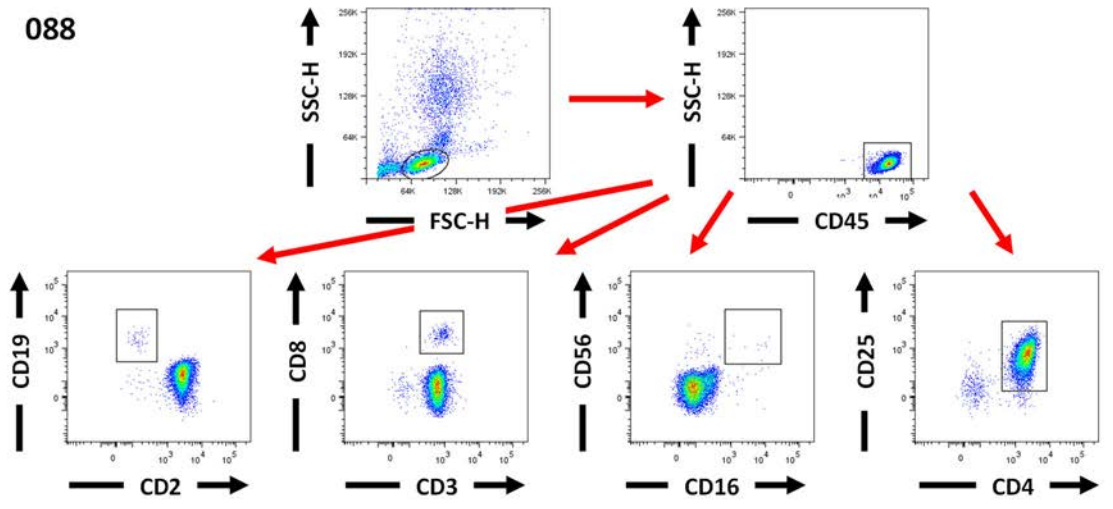 088
SSC-H
256K
192K
128K
64K
64K 128K 192K 256K
FSC-H
SSC-H
256K
192K
128K
64K
0 10³ 10⁴ 10⁵
CD45
CD19
10⁵
10⁴
10³
0
0 10³ 10⁴ 10⁵
CD2
CD8
10⁵
10⁴
10³
0
0 10³ 10⁴ 10⁵
CD3
CD56
10⁵
10⁴
10³
0
0 10³ 10⁴ 10⁵
CD16
CD25
10⁵
10⁴
10³
0
0 10³ 10⁴ 10⁵
CD4